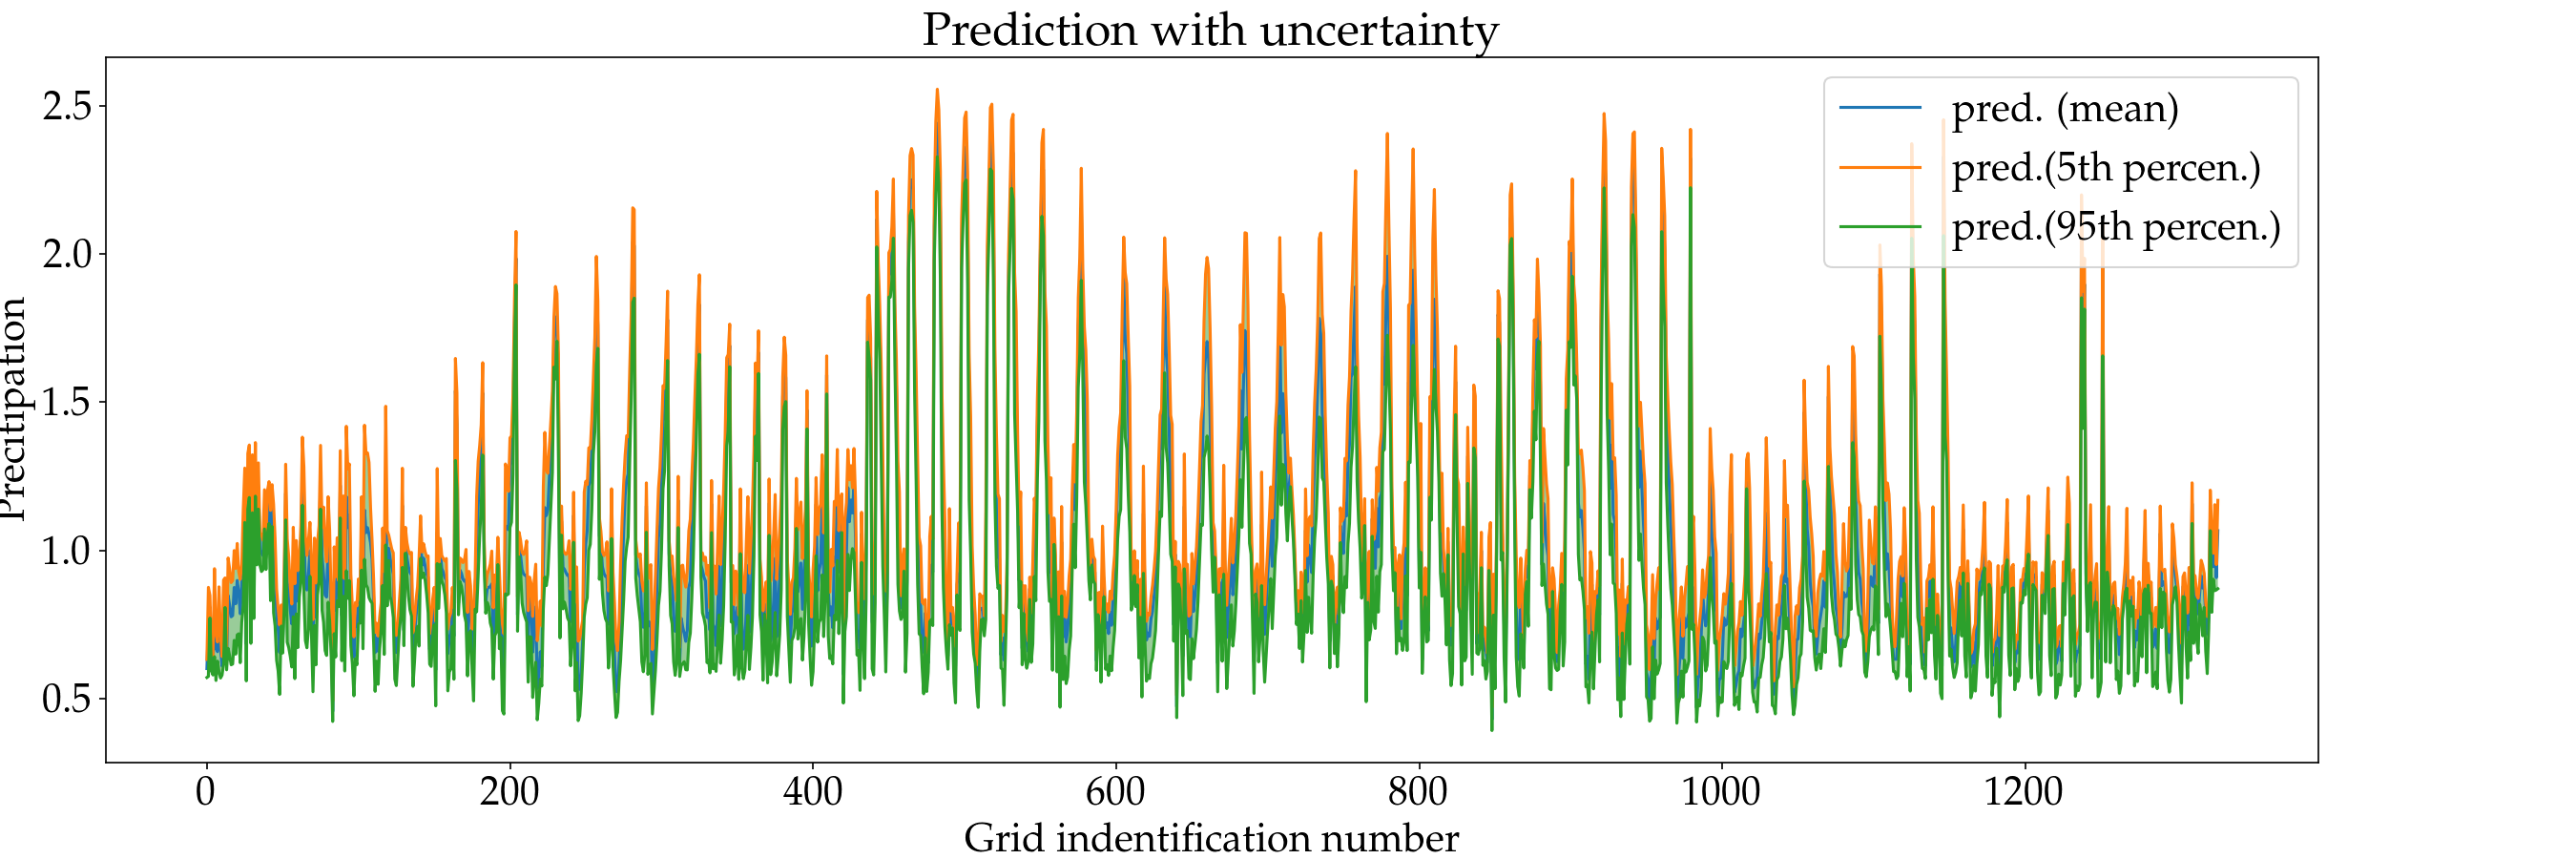 Prediction with uncertainty
Precitipation
2.5
2.0
1.5
1.0
0.5
pred. (mean)
pred.(5th percen.)
pred.(95th percen.)
0 200 400 600 800 1000 1200
Grid indentification number